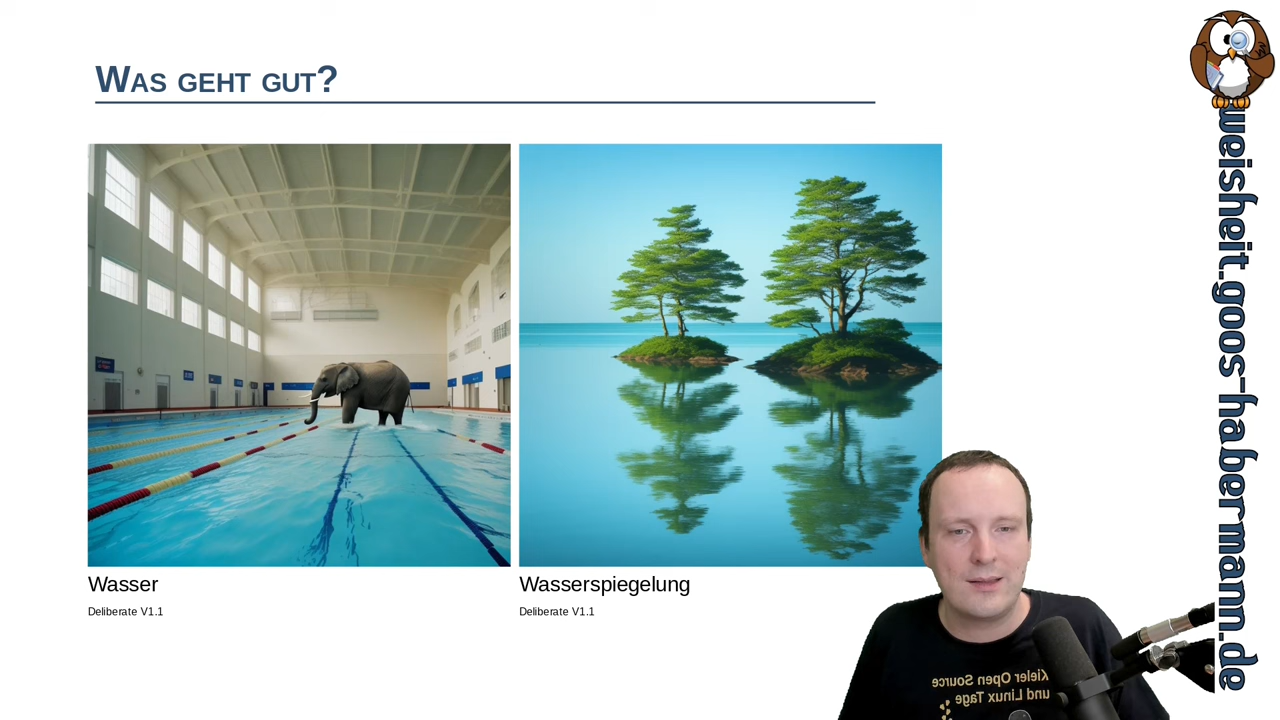 Was geht gut?
Wasser
Deliberate V1.1
Wasserspiegelung
Deliberate V1.1
weisheit.goos-habermann.de
Kieler Open Source
und Linux Tage